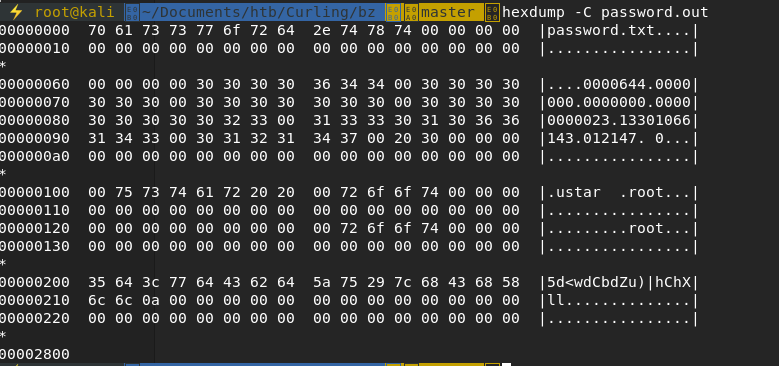 ⚡ root@kali ~/Documents/htb/Curling/bz master hexdump -C password.out
00000000  70 61 73 73 77 6f 72 64  2e 74 78 74 00 00 00 00  |password.txt....|
00000010  00 00 00 00 00 00 00 00  00 00 00 00 00 00 00 00  |................|
*
00000060  00 00 00 00 30 30 30 30  36 34 34 00 30 30 30 30  |....0000644.0000|
00000070  30 30 30 00 30 30 30 30  30 30 30 00 30 30 30 30  |000.0000000.0000|
00000080  30 30 30 30 30 32 33 00  31 33 33 30 31 30 36 36  |0000023.13301066|
00000090  31 34 33 00 30 31 32 31  34 37 00 20 30 00 00 00  |143.012147. 0...|
000000a0  00 00 00 00 00 00 00 00  00 00 00 00 00 00 00 00  |................|
*
00000100  00 75 73 74 61 72 20 20  00 72 6f 6f 74 00 00 00  |.ustar  .root...|
00000110  00 00 00 00 00 00 00 00  00 00 00 00 00 00 00 00  |................|
00000120  00 00 00 00 00 00 00 00  00 72 6f 6f 74 00 00 00  |.........root...|
00000130  00 00 00 00 00 00 00 00  00 00 00 00 00 00 00 00  |................|
*
00000200  35 64 3c 77 64 43 62 64  5a 75 29 7c 68 43 68 58  |5d<wdCbdZu)|hChX|
00000210  6c 6c 0a 00 00 00 00 00  00 00 00 00 00 00 00 00  |ll..............|
00000220  00 00 00 00 00 00 00 00  00 00 00 00 00 00 00 00  |................|
*
00002800